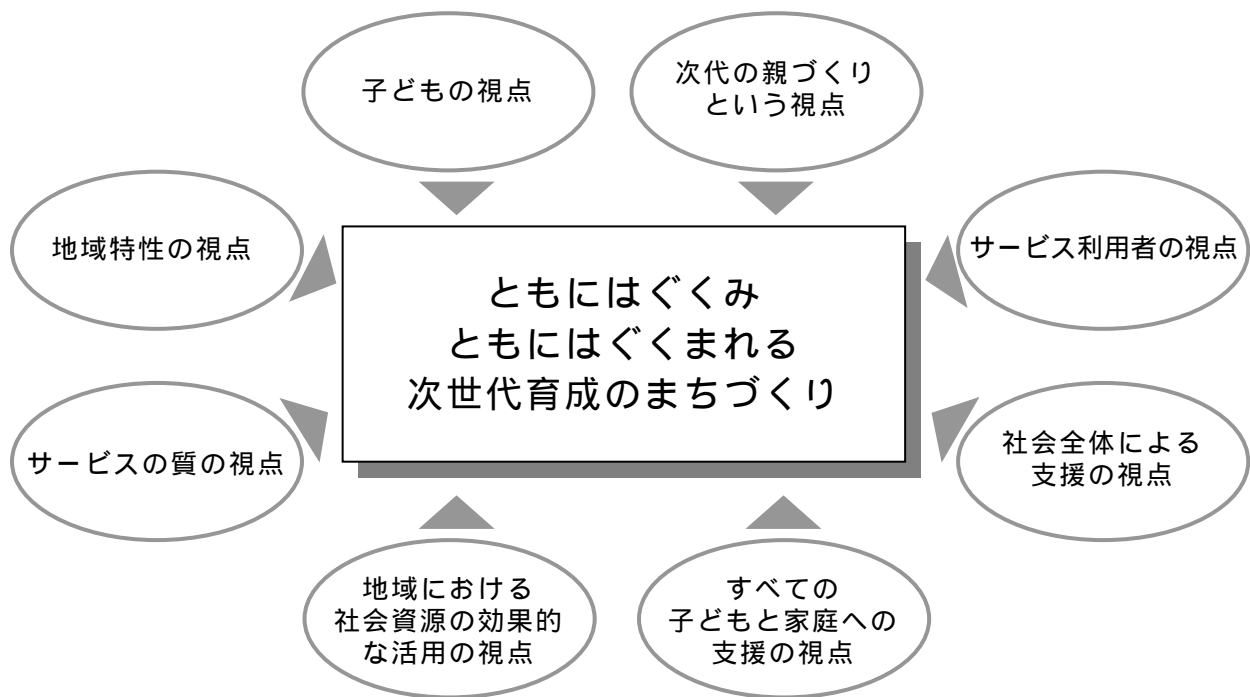 子どもの視点
次代の親づくり
という視点
地域特性の視点
サービス利用者の視点
ともにはぐくみ
ともにはぐくまれる
次世代育成のまちづくり
サービスの質の視点
社会全体による
支援の視点
地域における
社会資源の効果的
な活用の視点
すべての
子どもと家庭への
支援の視点